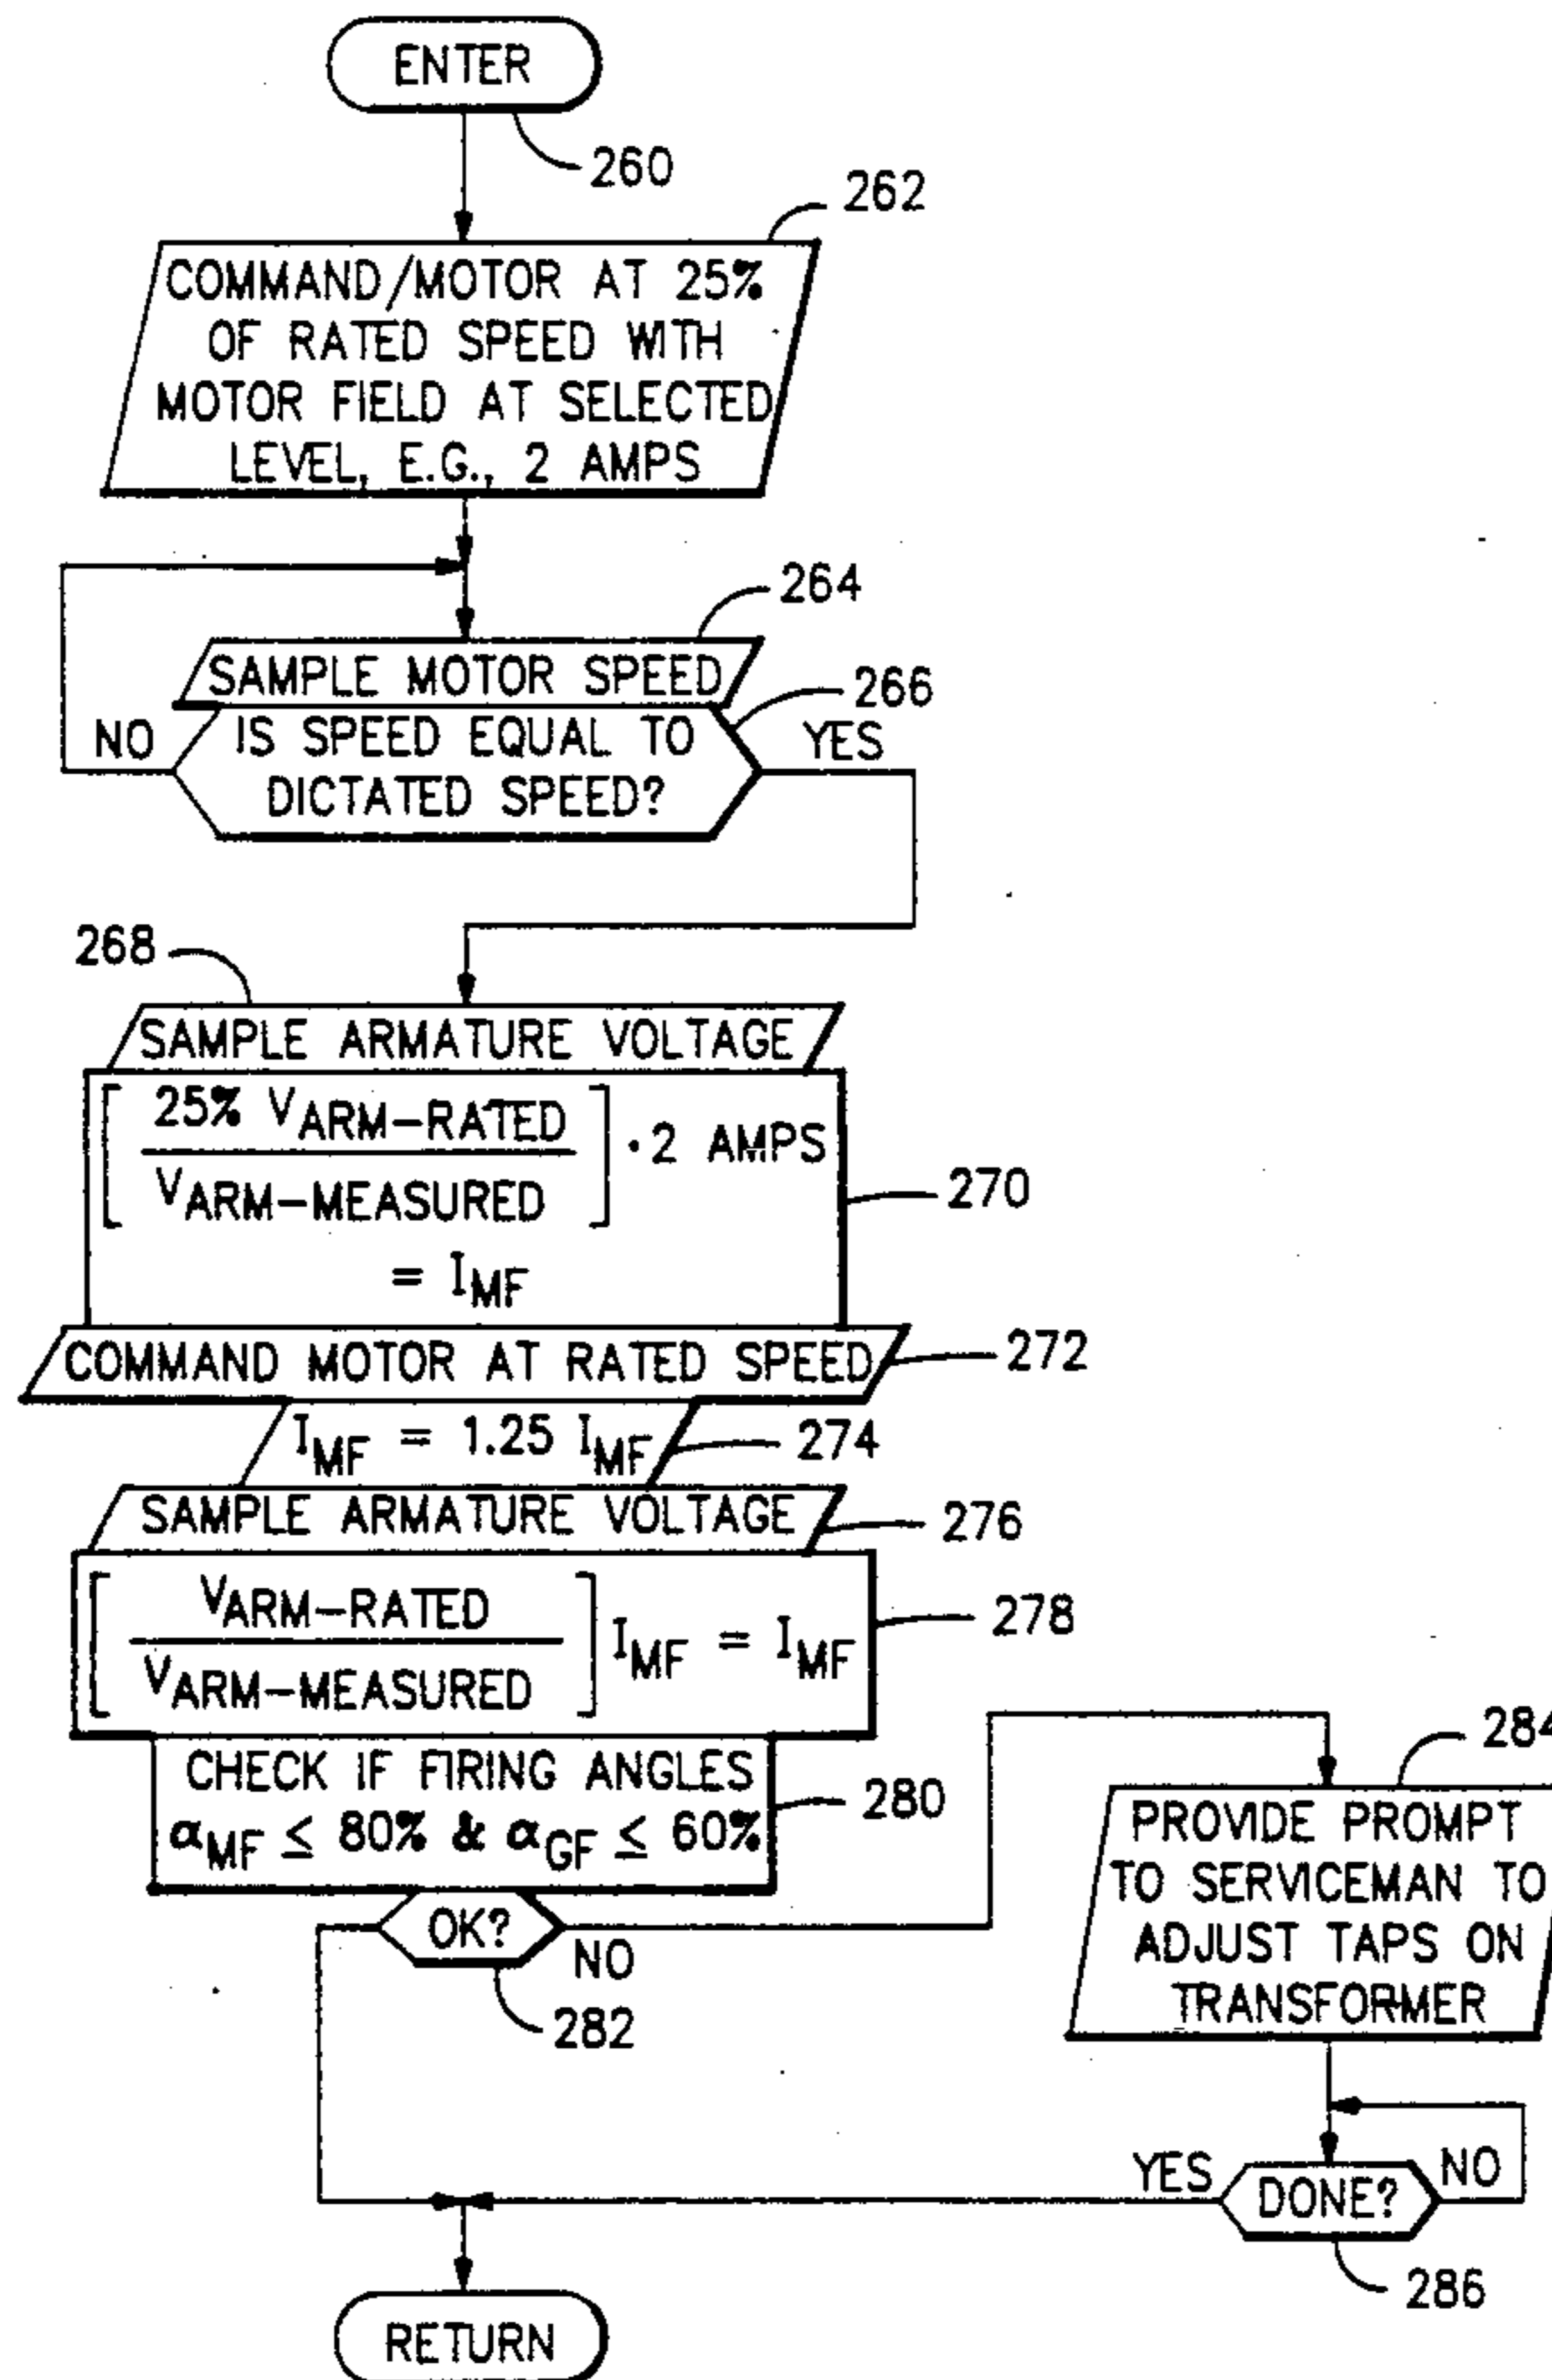 ENTER
260
262
COMMAND/MOTOR AT 25%
OF RATED SPEED WITH
MOTOR FIELD AT SELECTED
LEVEL, E.G., 2 AMPS
264
SAMPLE MOTOR SPEED
266
NO
IS SPEED EQUAL TO
YES
DICTATED SPEED?
268
SAMPLE ARMATURE VOLTAGE
[ 25% VARM-RATED
VARM-MEASURED ] · 2 AMPS
270
= IMF
COMMAND MOTOR AT RATED SPEED
272
IMF = 1.25 IMF
274
SAMPLE ARMATURE VOLTAGE
276
[ VARM-RATED
VARM-MEASURED ] IMF = IMF
278
CHECK IF FIRING ANGLES
αMF ≤ 80% & αGF ≤ 60%
280
OK?
NO
282
284
PROVIDE PROMPT
TO SERVICEMAN TO
ADJUST TAPS ON
TRANSFORMER
YES
DONE?
NO
286
RETURN